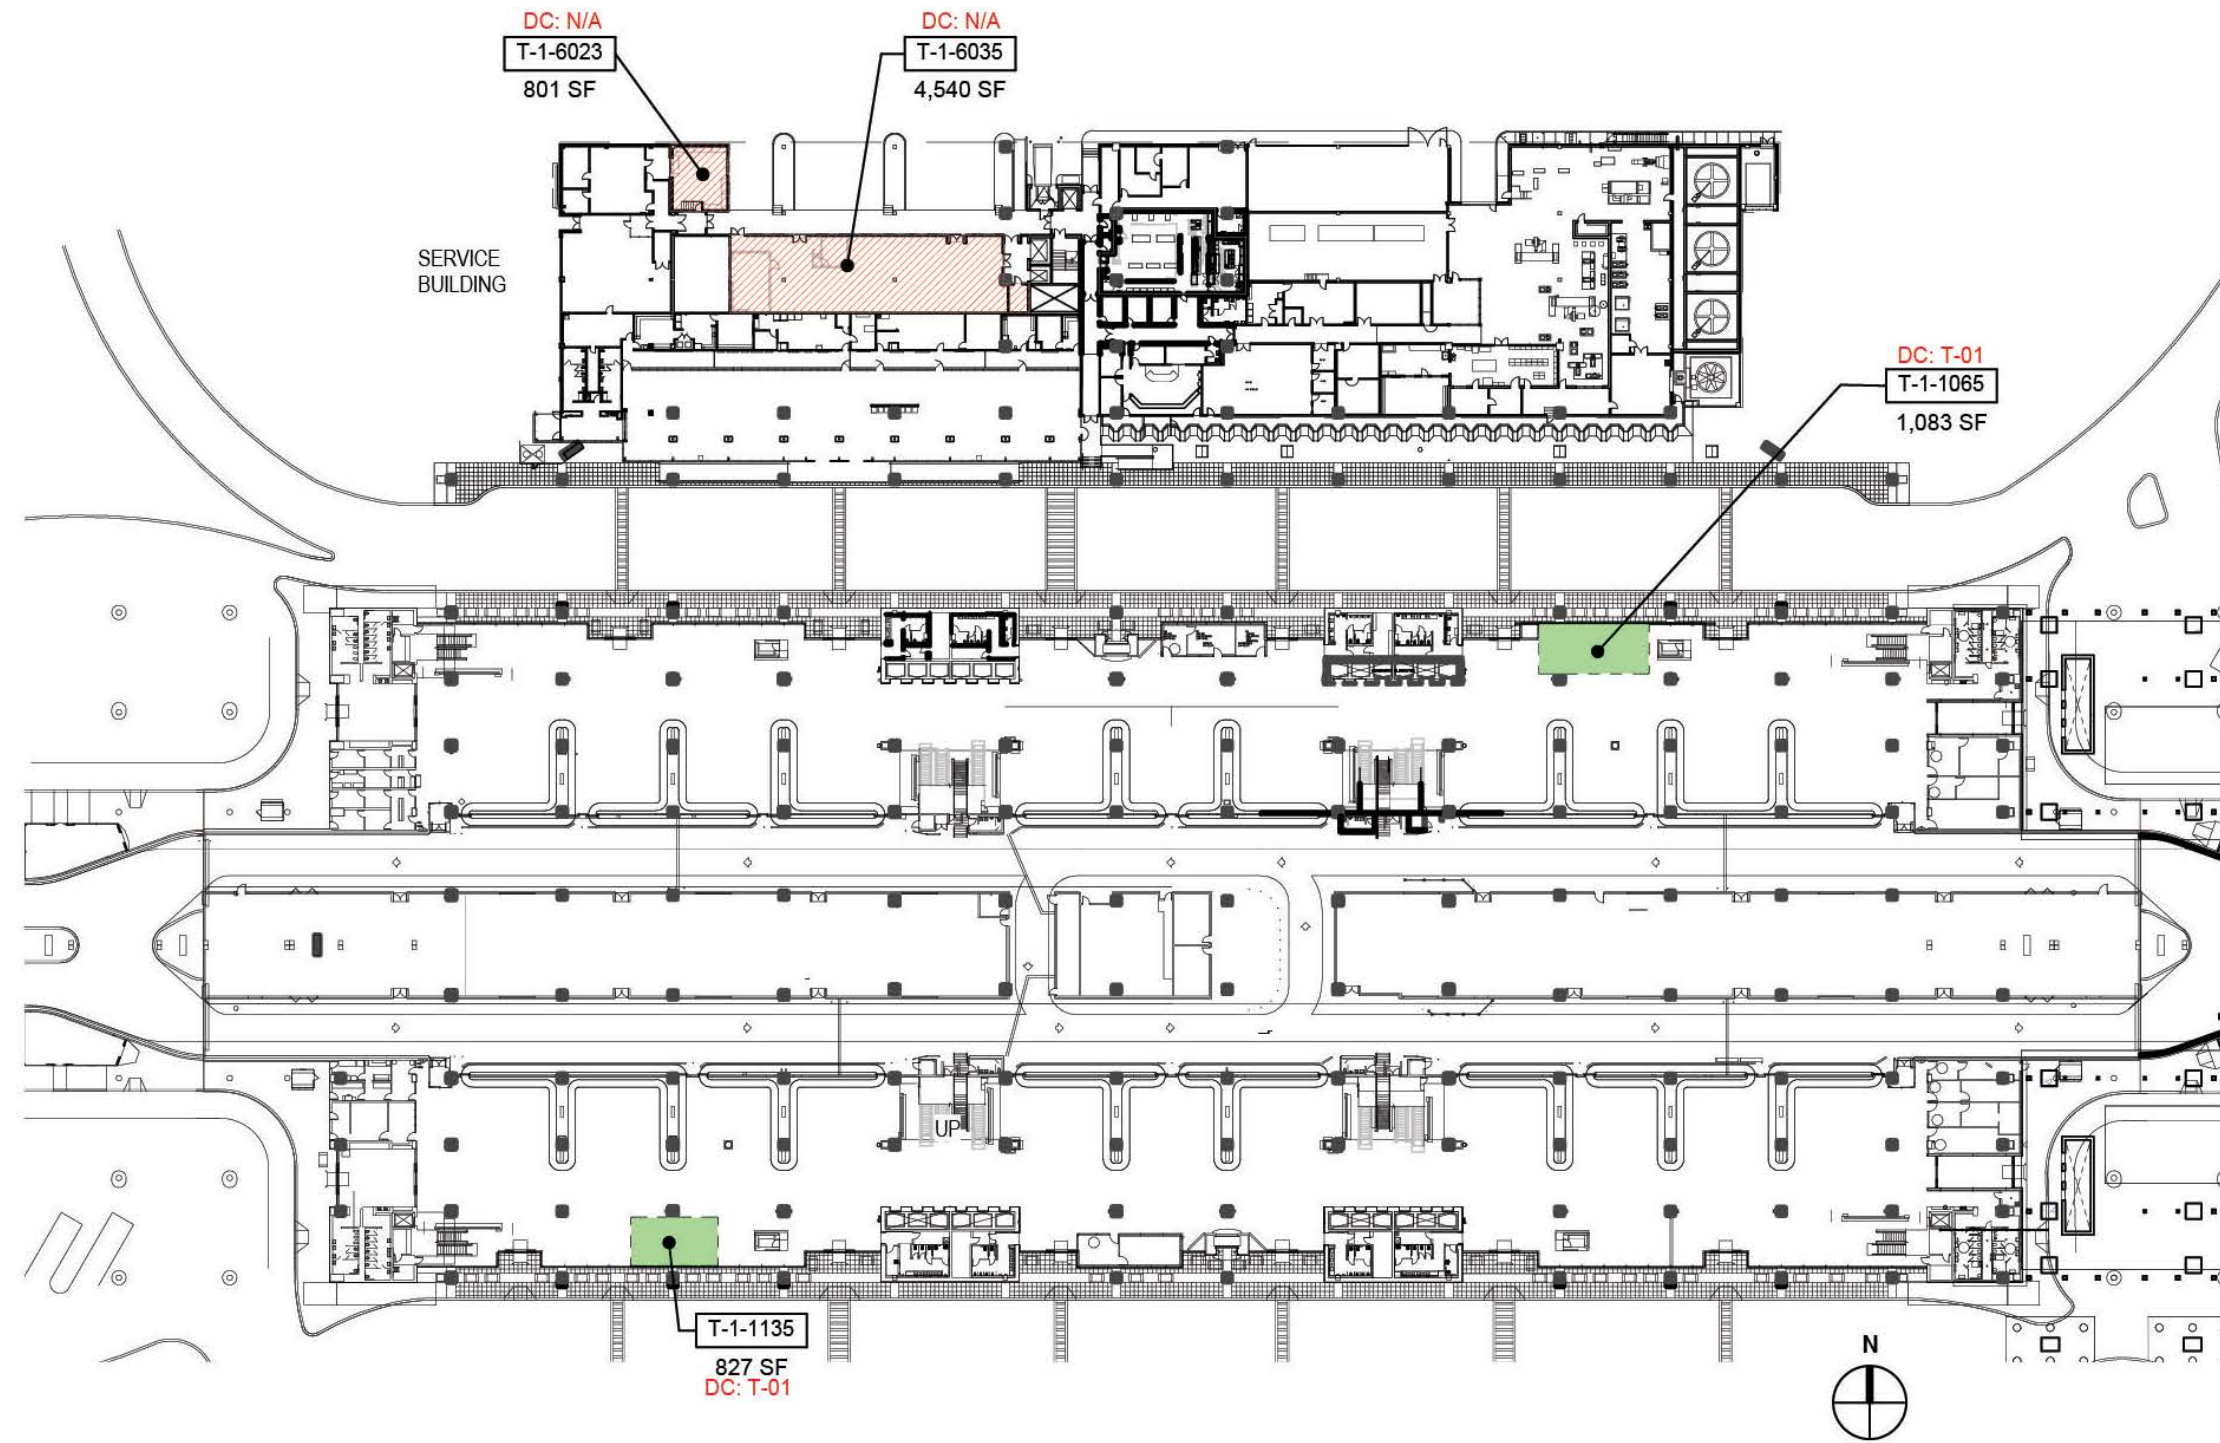 DC: N/A
T-1-6023
801 SF
DC: N/A
T-1-6035
4,540 SF
SERVICE
BUILDING
DC: T-01
T-1-1065
1,083 SF
UP
T-1-1135
827 SF
DC: T-01
N